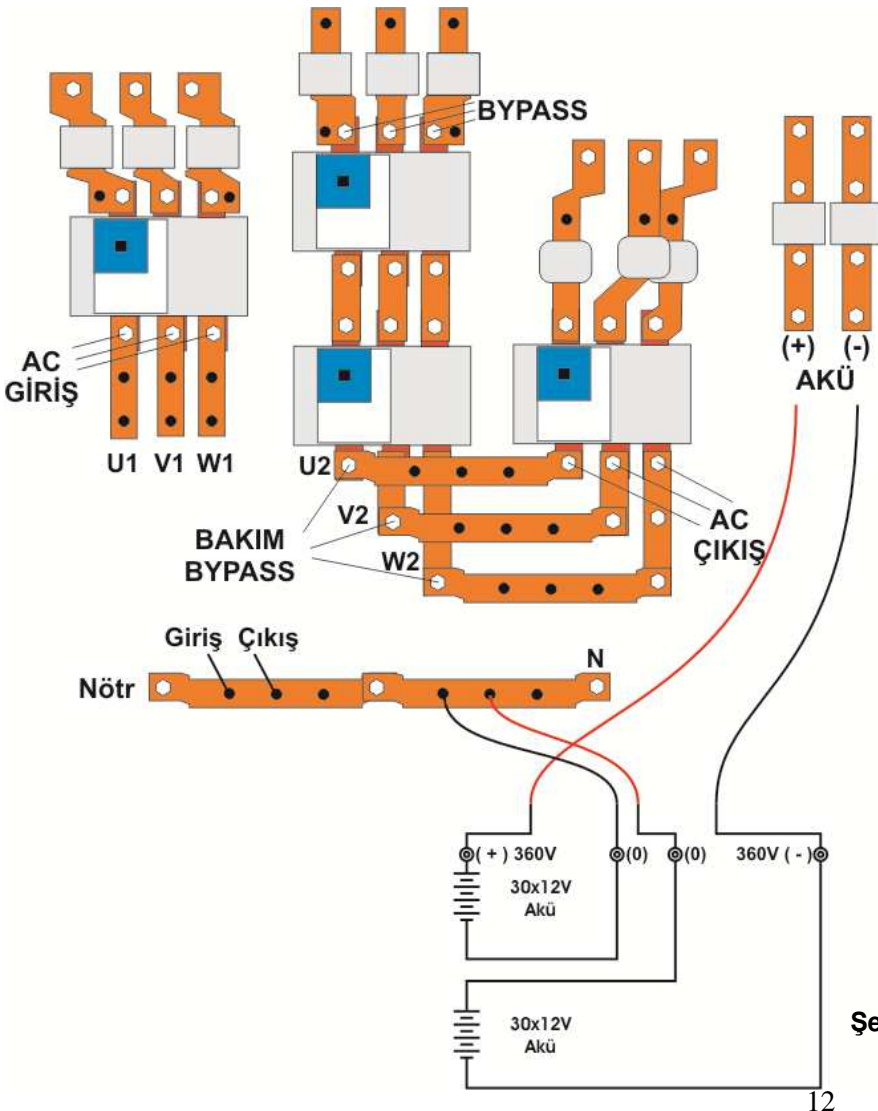 BYPASS
(+) (-)
AKÜ
AC
GİRİŞ
U1 V1 W1
U2
V2
W2
BAKIM
BYPASS
AC
ÇIKIŞ
Giriş Çıkış
Nötr
N
( + ) 360V
(0)
(0)
360V ( - )
30x12V
Akü
30x12V
Akü
Şe
12